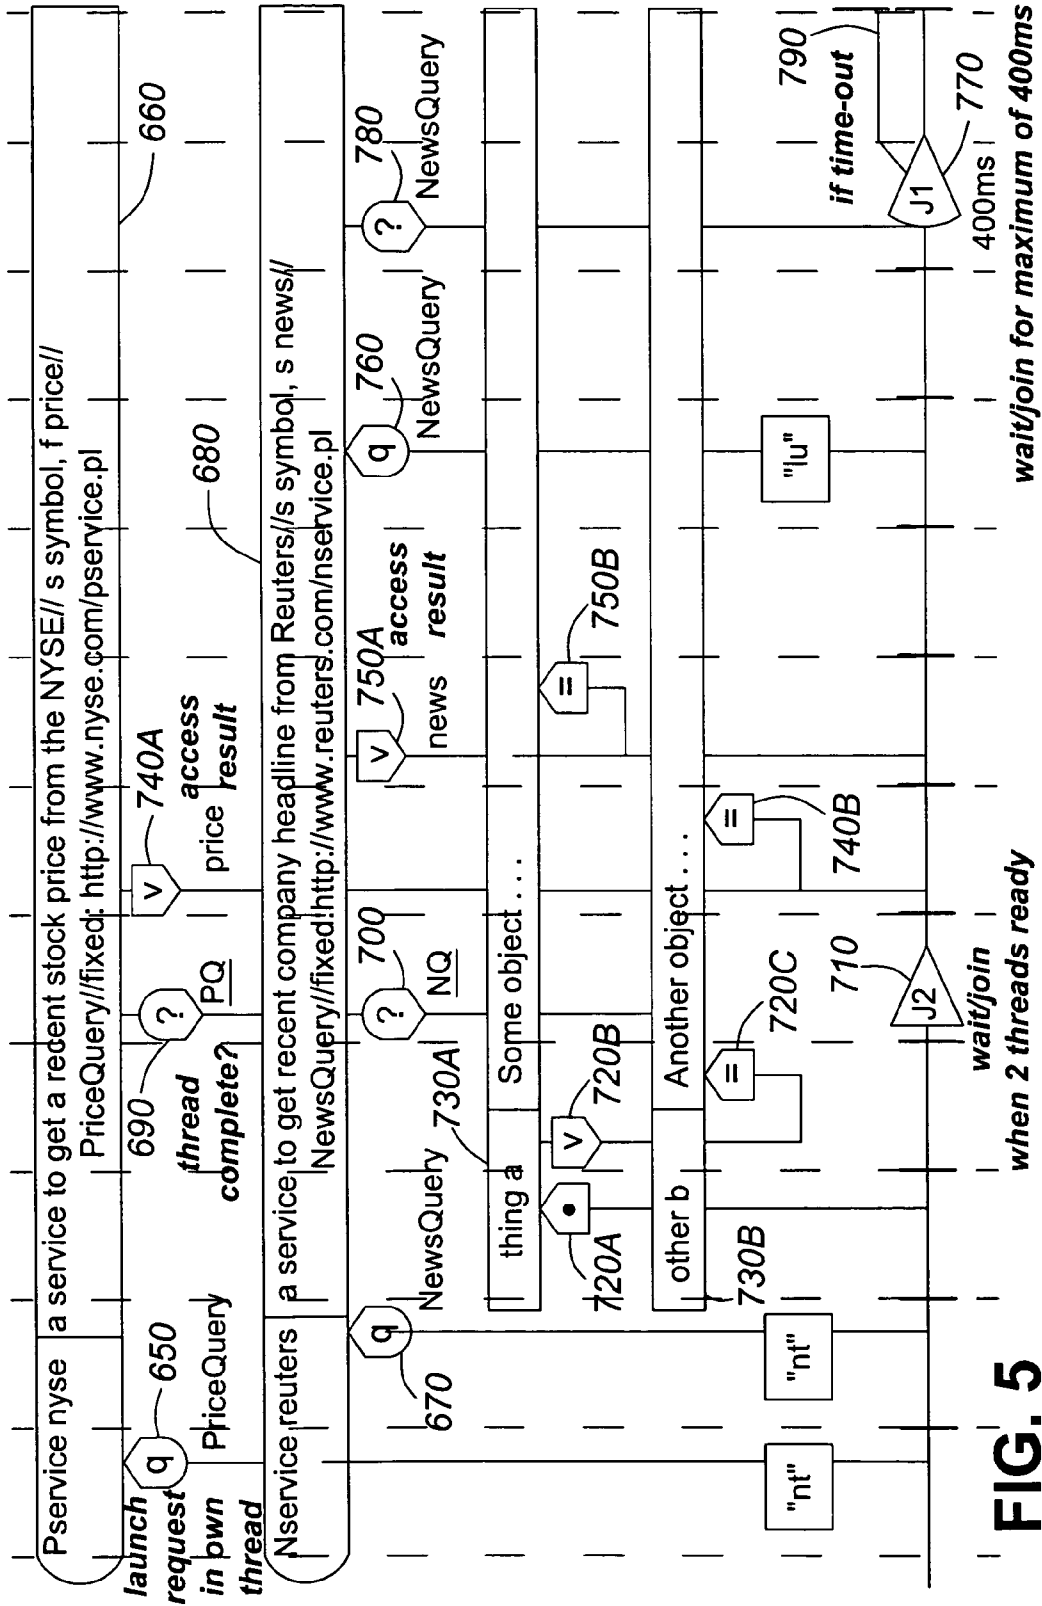 Pservice nyse
a service to get a recent stock price from the NYSE// s symbol, f price//
PriceQuery//fixed: http://www.nyse.com/pservice.pl
660
launch
request
in own
thread
q
650
PriceQuery
690
?
PQ
thread
complete?
v
740A
price
access
result
680
Nservice reuters
a service to get recent company headline from Reuters//s symbol, s news//
NewsQuery//fixed!http://www.reuters.com/nservice.pl
q
670
NewsQuery
?
700
NQ
v
750A
news
access
result
q
760
NewsQuery
?
780
NewsQuery
730A
thing a
Some object . . .
720A
v
720B
=
750B
other b
Another object . . .
730B
=
720C
=
740B
"nt"
"nt"
"lu"
J2
710
wait/join
when 2 threads ready
J1
770
400ms
790
if time-out
wait/join for maximum of 400ms
FIG. 5